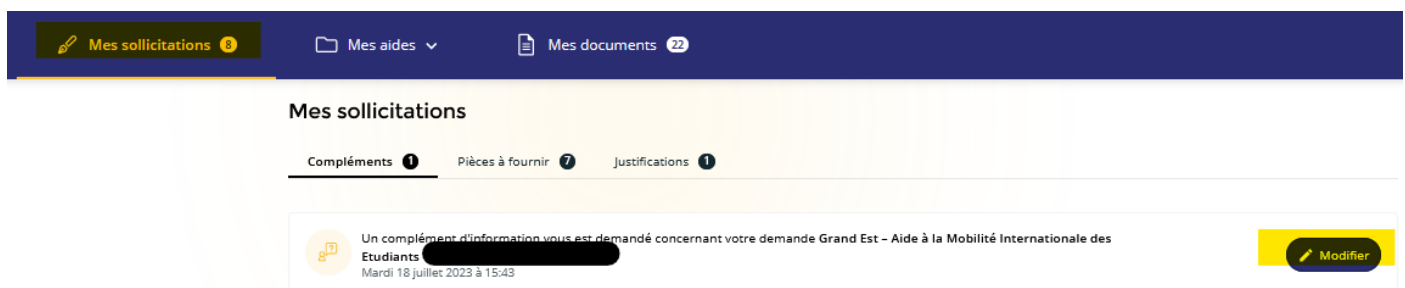 Mes sollicitations 8 Mes aides Mes documents 22
Mes sollicitations
Compléments 1 Pièces à fournir 7 Justifications 1
Un complément d'information vous est demandé concernant votre demande Grand Est – Aide à la Mobilité Internationale des
Etudiants
Mardi 18 juillet 2023 à 15:43
Modifier